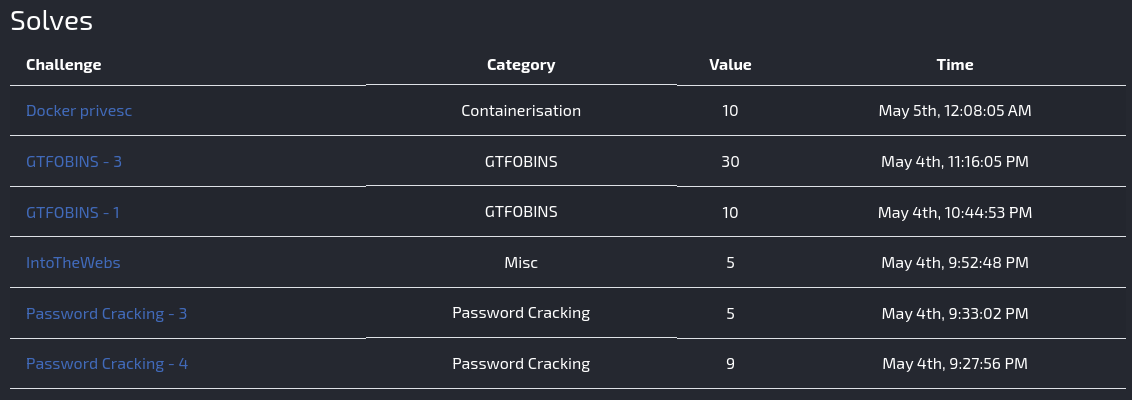 Solves
Challenge Category Value Time
Docker privesc Containerisation 10 May 5th, 12:08:05 AM
GTFOBINS - 3 GTFOBINS 30 May 4th, 11:16:05 PM
GTFOBINS - 1 GTFOBINS 10 May 4th, 10:44:53 PM
IntoTheWebs Misc 5 May 4th, 9:52:48 PM
Password Cracking - 3 Password Cracking 5 May 4th, 9:33:02 PM
Password Cracking - 4 Password Cracking 9 May 4th, 9:27:56 PM